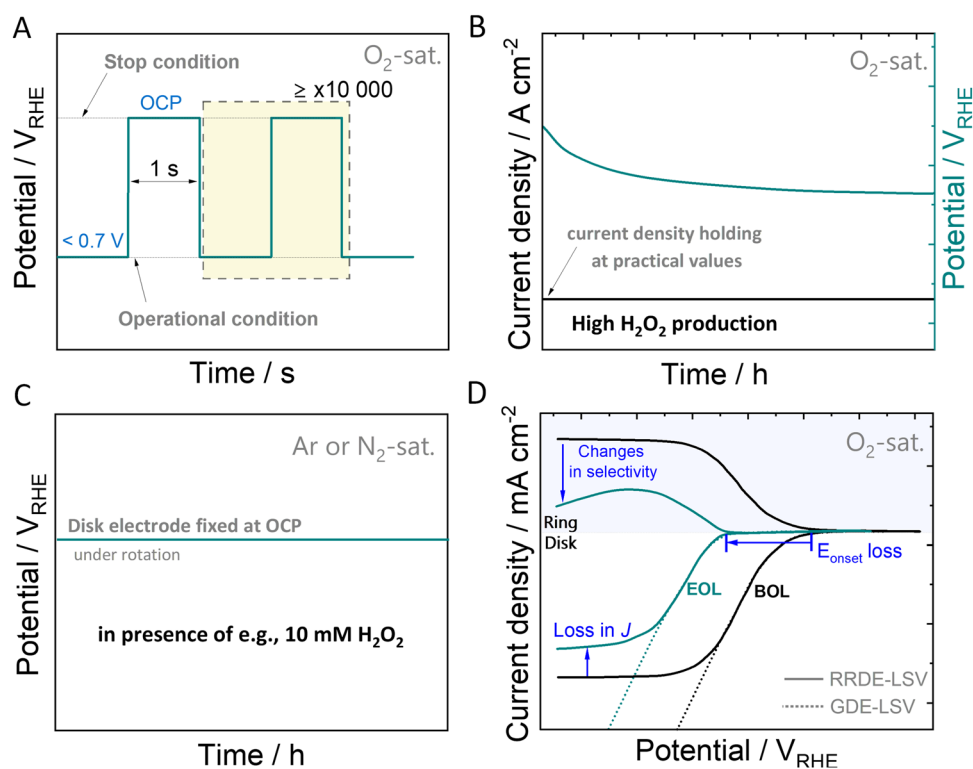 A
O2-sat.
Stop condition
≥ x10 000
OCP
1 s
< 0.7 V
Operational condition
Potential / VRHE
Time / s
B
O2-sat.
current density holding
at practical values
High H2O2 production
Current density / A cm-2
Potential / VRHE
Time / h
C
Ar or N2-sat.
Disk electrode fixed at OCP
under rotation
in presence of e.g., 10 mM H2O2
Potential / VRHE
Time / h
D
O2-sat.
Changes
in selectivity
Ring
Disk
Eonset loss
EOL
BOL
Loss in J
RRDE-LSV
GDE-LSV
Current density / mA cm-2
Potential / VRHE